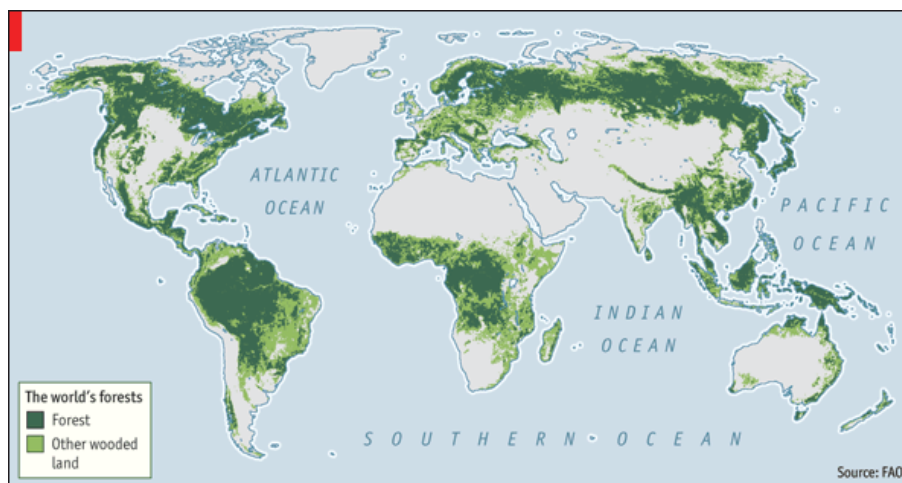 ATLANTIC
OCEAN
PACIFIC
OCEAN
INDIAN
OCEAN
The world's forests
Forest
Other wooded
land
SOUTHERN OCEAN
Source: FAO